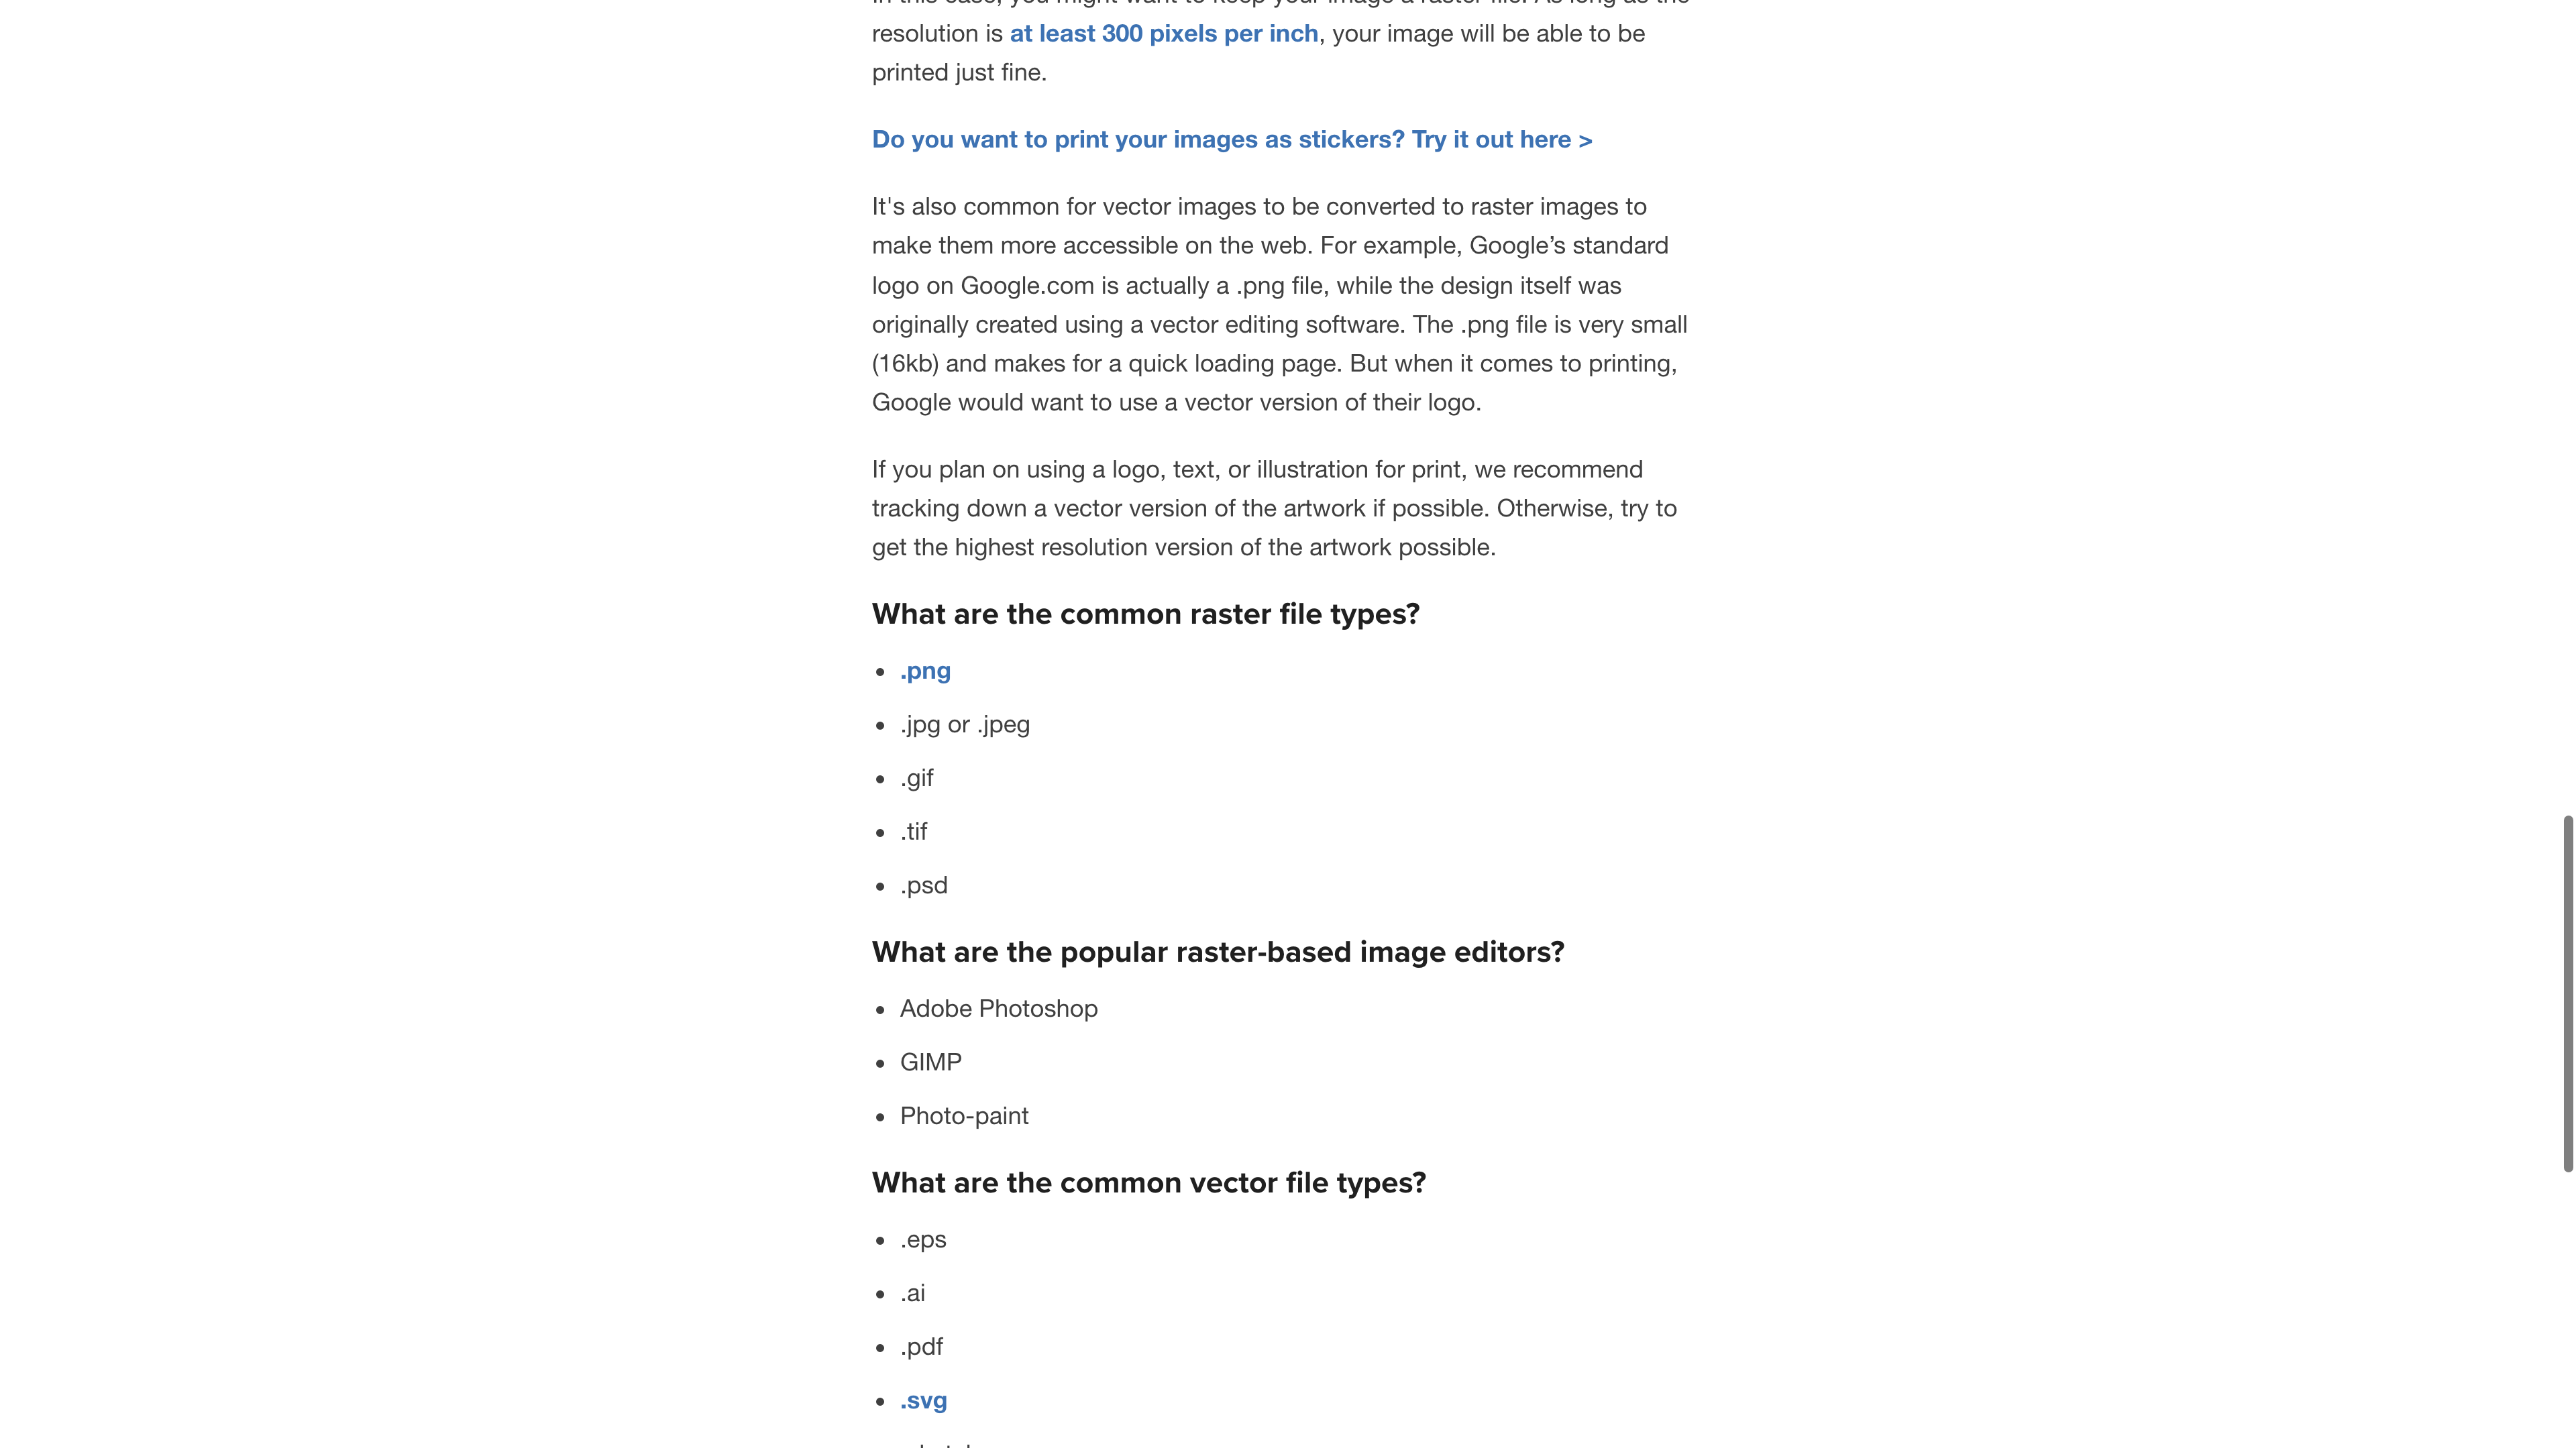 resolution is at least 300 pixels per inch, your image will be able to be
printed just fine.
Do you want to print your images as stickers? Try it out here >
It's also common for vector images to be converted to raster images to
make them more accessible on the web. For example, Google’s standard
logo on Google.com is actually a .png file, while the design itself was
originally created using a vector editing software. The .png file is very small
(16kb) and makes for a quick loading page. But when it comes to printing,
Google would want to use a vector version of their logo.
If you plan on using a logo, text, or illustration for print, we recommend
tracking down a vector version of the artwork if possible. Otherwise, try to
get the highest resolution version of the artwork possible.
What are the common raster file types?
• .png
• .jpg or .jpeg
• .gif
• .tif
• .psd
What are the popular raster-based image editors?
• Adobe Photoshop
• GIMP
• Photo-paint
What are the common vector file types?
• .eps
• .ai
• .pdf
• .svg